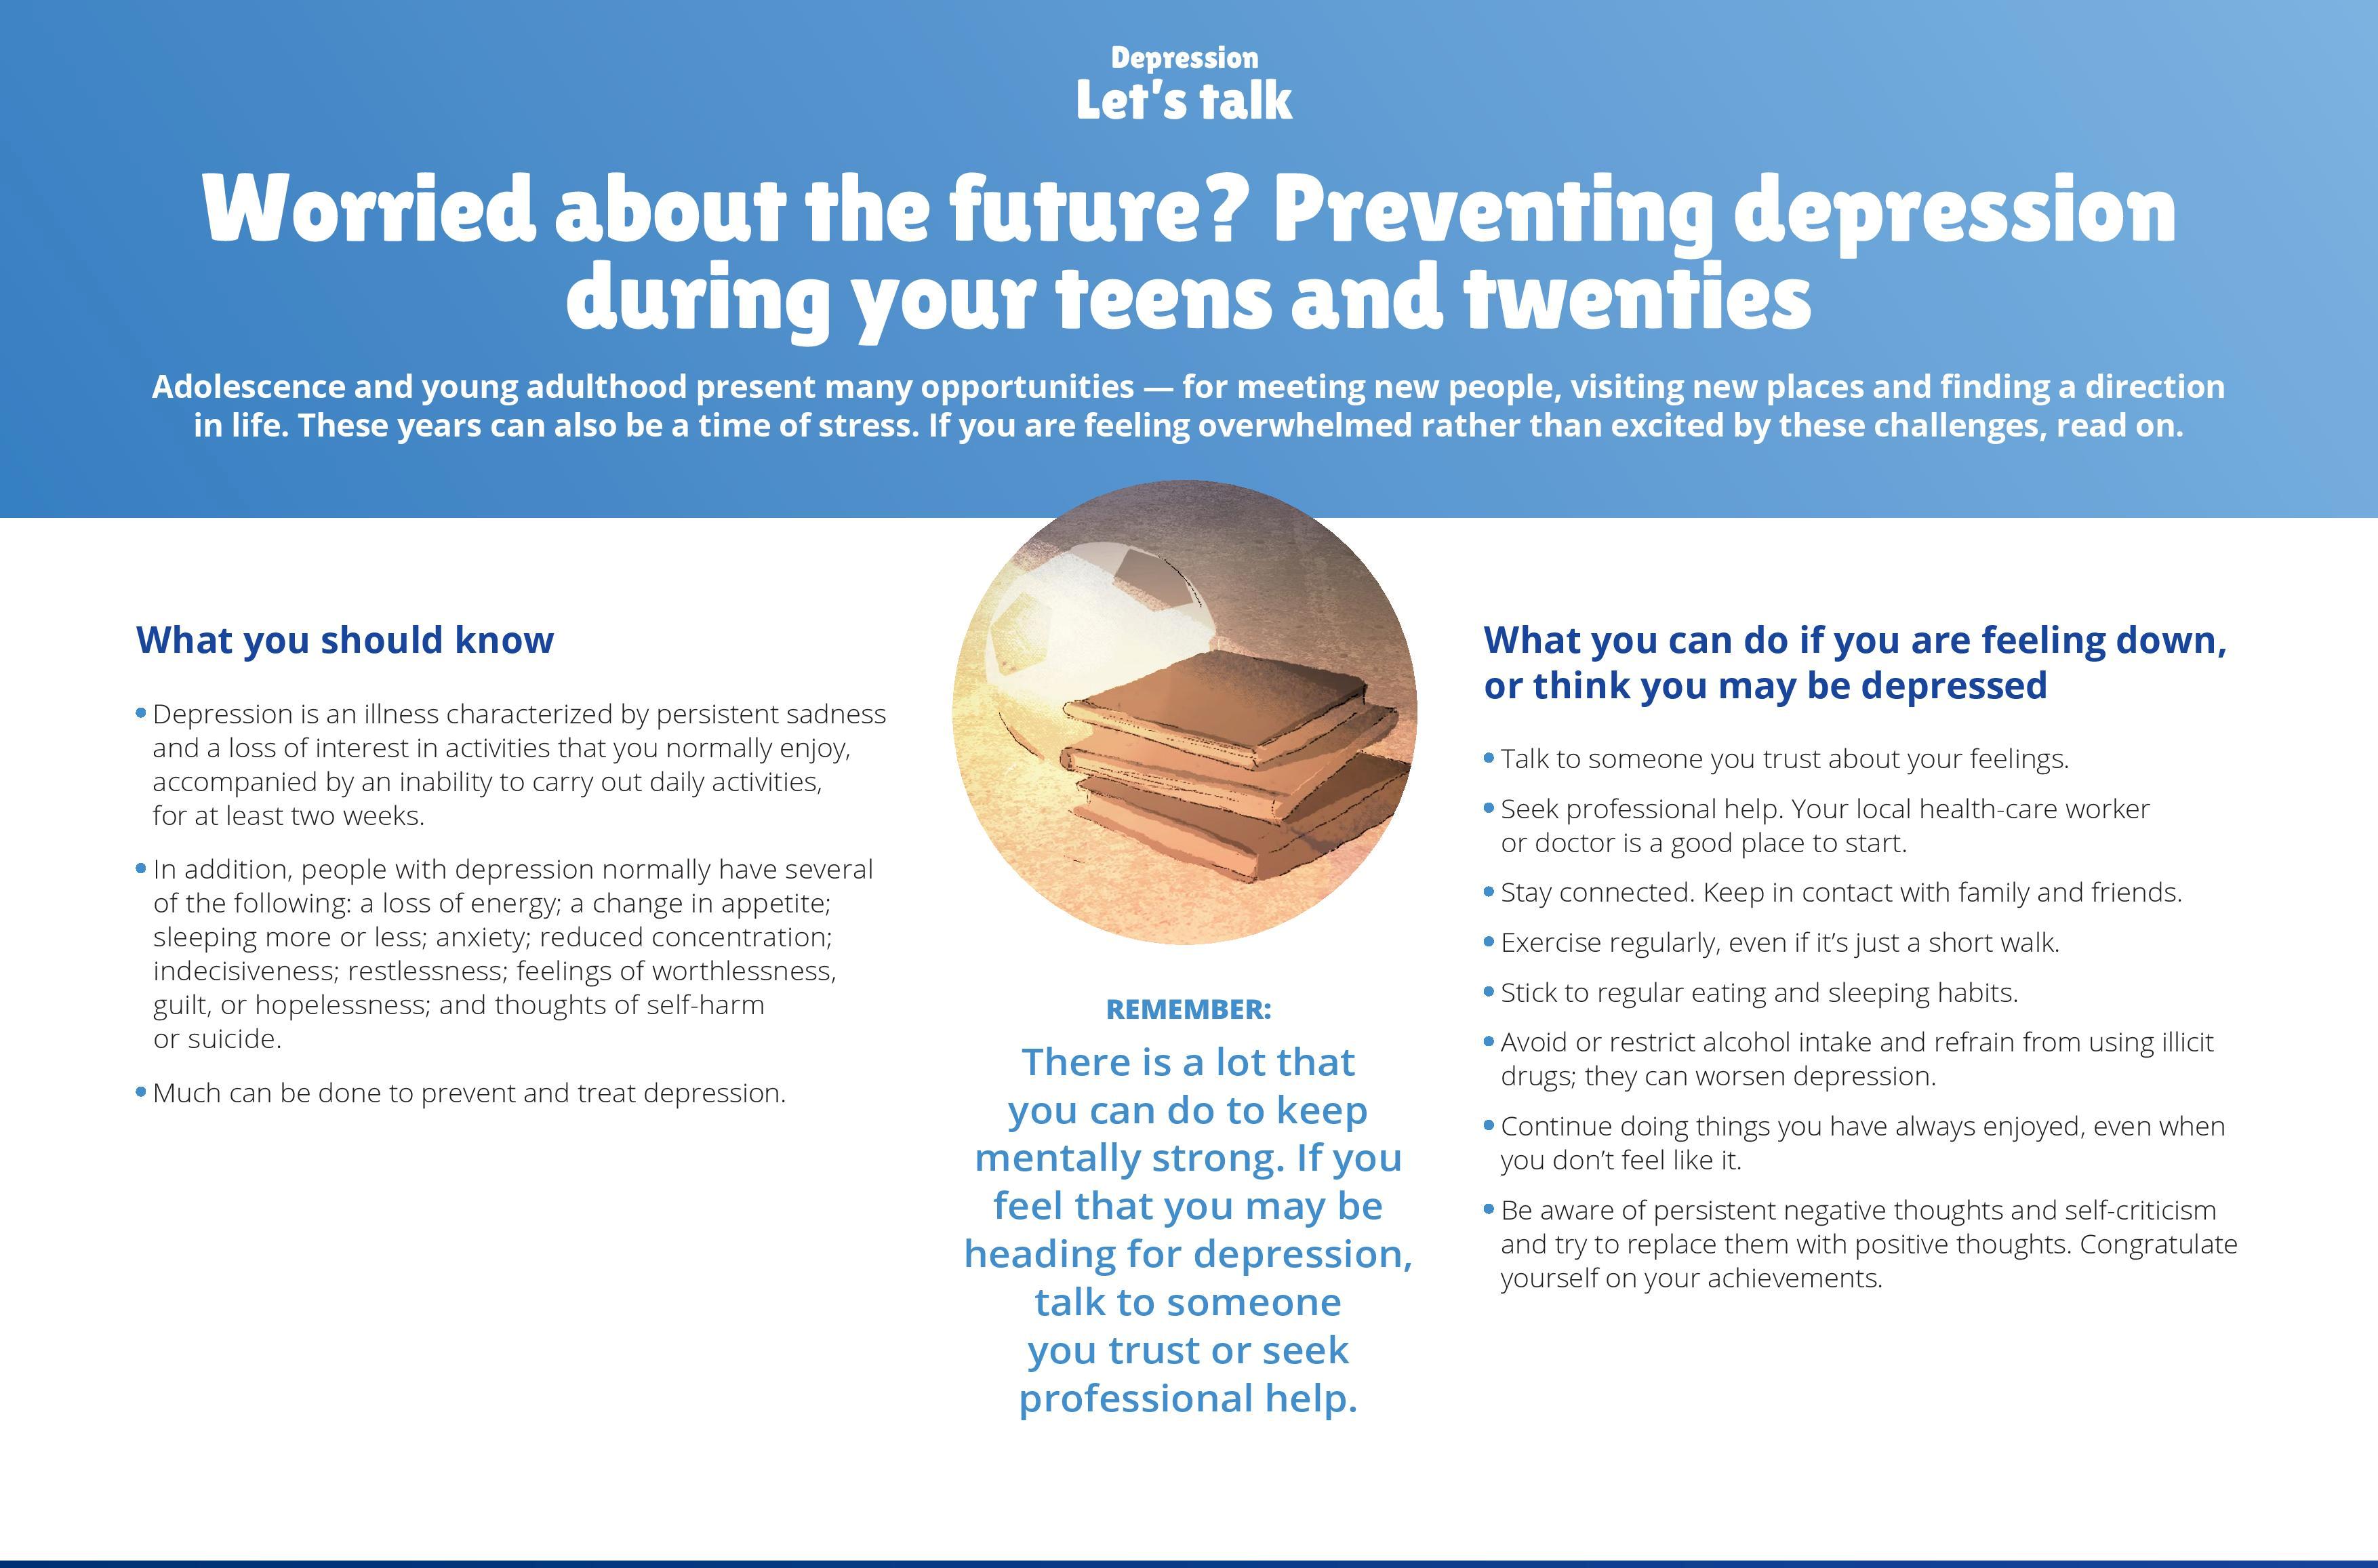 Depression
Let's talk
Worried about the future? Preventing depression
during your teens and twenties
Adolescence and young adulthood present many opportunities — for meeting new people, visiting new places and finding a direction
in life. These years can also be a time of stress. If you are feeling overwhelmed rather than excited by these challenges, read on.
What you should know
• Depression is an illness characterized by persistent sadness
and a loss of interest in activities that you normally enjoy,
accompanied by an inability to carry out daily activities,
for at least two weeks.
• In addition, people with depression normally have several
of the following: a loss of energy; a change in appetite;
sleeping more or less; anxiety; reduced concentration;
indecisiveness; restlessness; feelings of worthlessness,
guilt, or hopelessness; and thoughts of self-harm
or suicide.
• Much can be done to prevent and treat depression.
REMEMBER:
There is a lot that
you can do to keep
mentally strong. If you
feel that you may be
heading for depression,
talk to someone
you trust or seek
professional help.
What you can do if you are feeling down,
or think you may be depressed
• Talk to someone you trust about your feelings.
• Seek professional help. Your local health-care worker
or doctor is a good place to start.
• Stay connected. Keep in contact with family and friends.
• Exercise regularly, even if it's just a short walk.
• Stick to regular eating and sleeping habits.
• Avoid or restrict alcohol intake and refrain from using illicit
drugs; they can worsen depression.
• Continue doing things you have always enjoyed, even when
you don't feel like it.
• Be aware of persistent negative thoughts and self-criticism
and try to replace them with positive thoughts. Congratulate
yourself on your achievements.